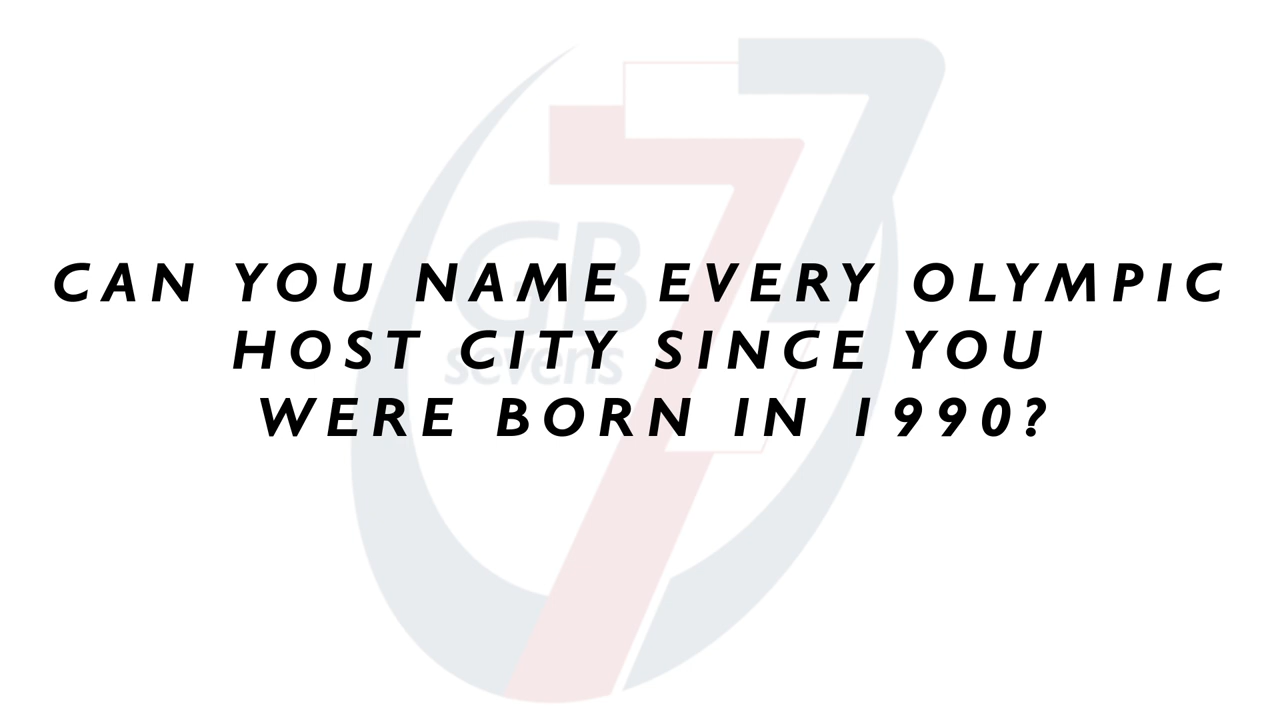 GB
sevens
CAN YOU NAME EVERY OLYMPIC
HOST CITY SINCE YOU
WERE BORN IN 1990?